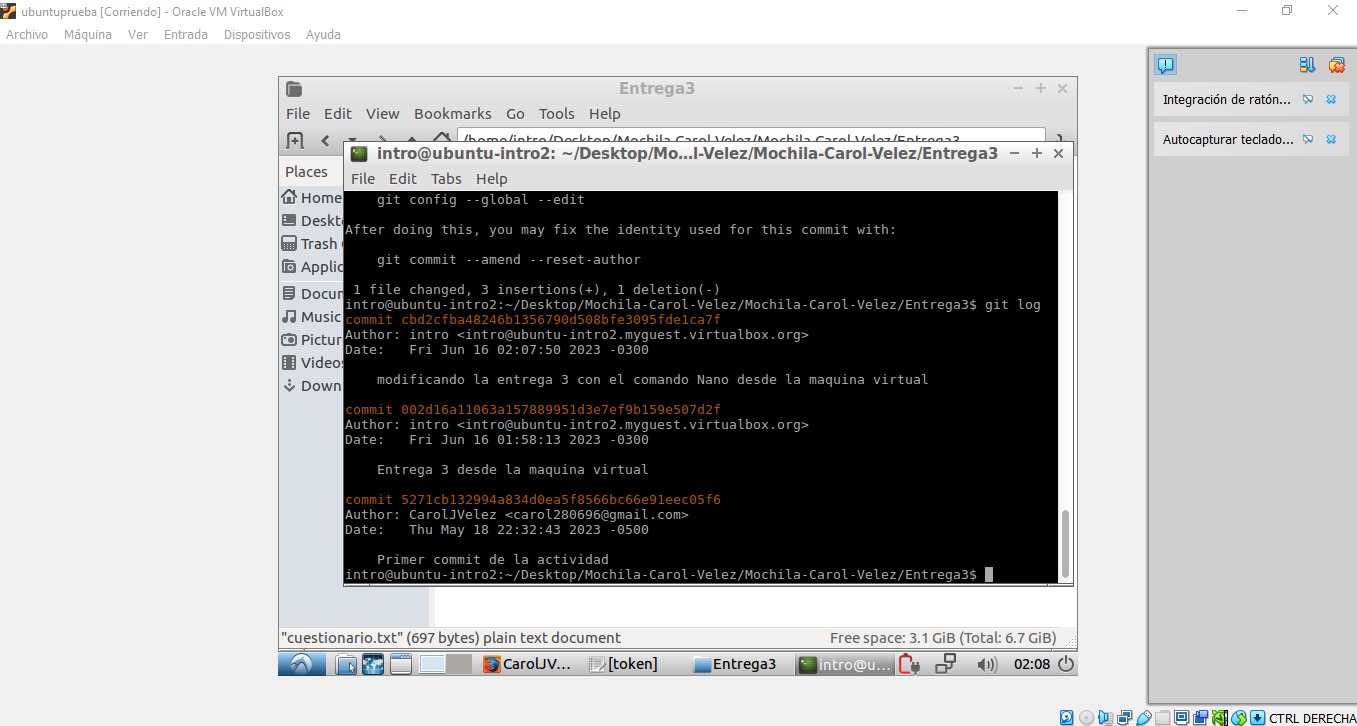 ubuntuprueba [Corriendo] - Oracle VM VirtualBox
Archivo Máquina Ver Entrada Dispositivos Ayuda
Integración de ratón...
Autocapturar teclado...
Entrega3
File Edit View Bookmarks Go Tools Help
/home/intro/Desktop/Mochila-Carol-Velez/Mochila-Carol-Velez/Entrega3
Places
Home
Deskt
Trash
Applic
Docum
Music
Pictur
Videos
Down
intro@ubuntu-intro2: ~/Desktop/Mo...l-Velez/Mochila-Carol-Velez/Entrega3
File Edit Tabs Help
git config --global --edit
After doing this, you may fix the identity used for this commit with:
git commit --amend --reset-author
1 file changed, 3 insertions(+), 1 deletion(-)
intro@ubuntu-intro2:~/Desktop/Mochila-Carol-Velez/Mochila-Carol-Velez/Entrega3$ git log
commit cbd2cfba48246b1356790d508bfe3095fde1ca7f
Author: intro <intro@ubuntu-intro2.myguest.virtualbox.org>
Date: Fri Jun 16 02:07:50 2023 -0300
modificando la entrega 3 con el comando Nano desde la maquina virtual
commit 002d16a11063a157889951d3e7ef9b159e507d2f
Author: intro <intro@ubuntu-intro2.myguest.virtualbox.org>
Date: Fri Jun 16 01:58:13 2023 -0300
Entrega 3 desde la maquina virtual
commit 5271cb132994a834d0ea5f8566bc66e91eec05f6
Author: CarolJVelez <carol280696@gmail.com>
Date: Thu May 18 22:32:43 2023 -0500
Primer commit de la actividad
intro@ubuntu-intro2:~/Desktop/Mochila-Carol-Velez/Mochila-Carol-Velez/Entrega3$
"cuestionario.txt" (697 bytes) plain text document Free space: 3.1 GiB (Total: 6.7 GiB)
CarolJV... [token] Entrega3 intro@u... 02:08
CTRL DERECHA